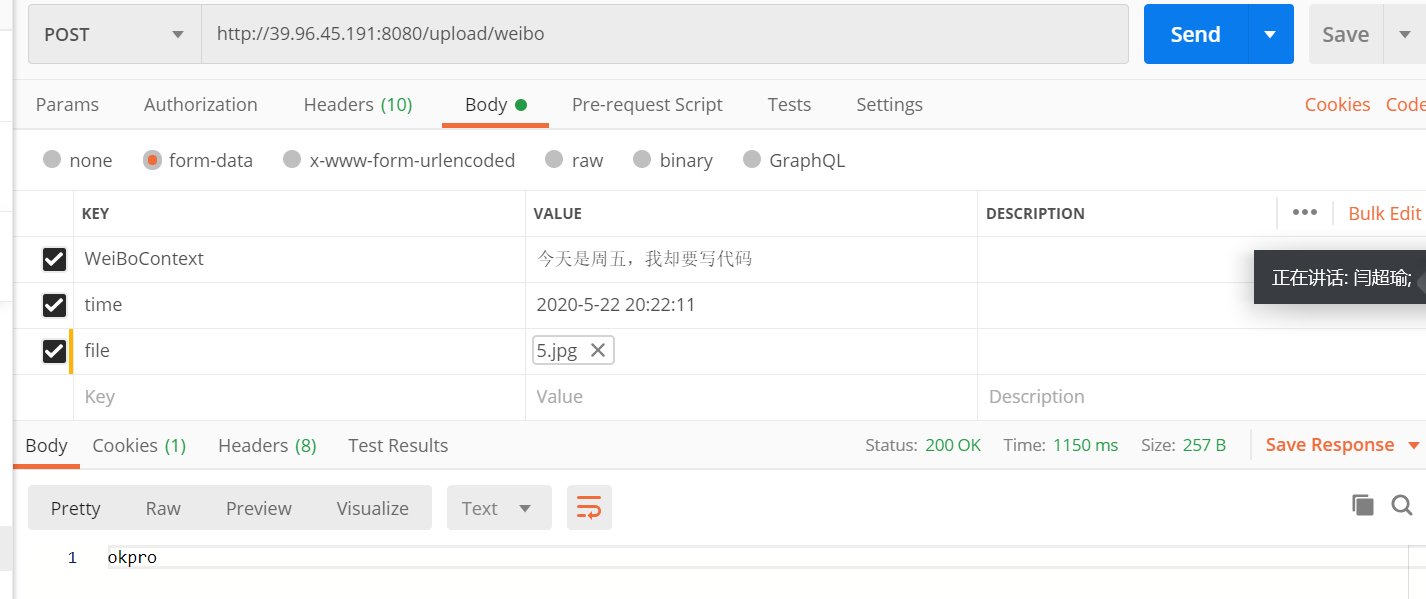 POST http://39.96.45.191:8080/upload/weibo Send Save
Params Authorization Headers (10) Body Pre-request Script Tests Settings Cookies Code
none form-data x-www-form-urlencoded raw binary GraphQL
KEY VALUE DESCRIPTION ••• Bulk Edit
WeiBoContext 今天是周五，我却要写代码
正在讲话: 闫超瑜;
time 2020-5-22 20:22:11
file 5.jpg
Key Value Description
Body Cookies (1) Headers (8) Test Results Status: 200 OK Time: 1150 ms Size: 257 B Save Response
Pretty Raw Preview Visualize Text
1 okpro